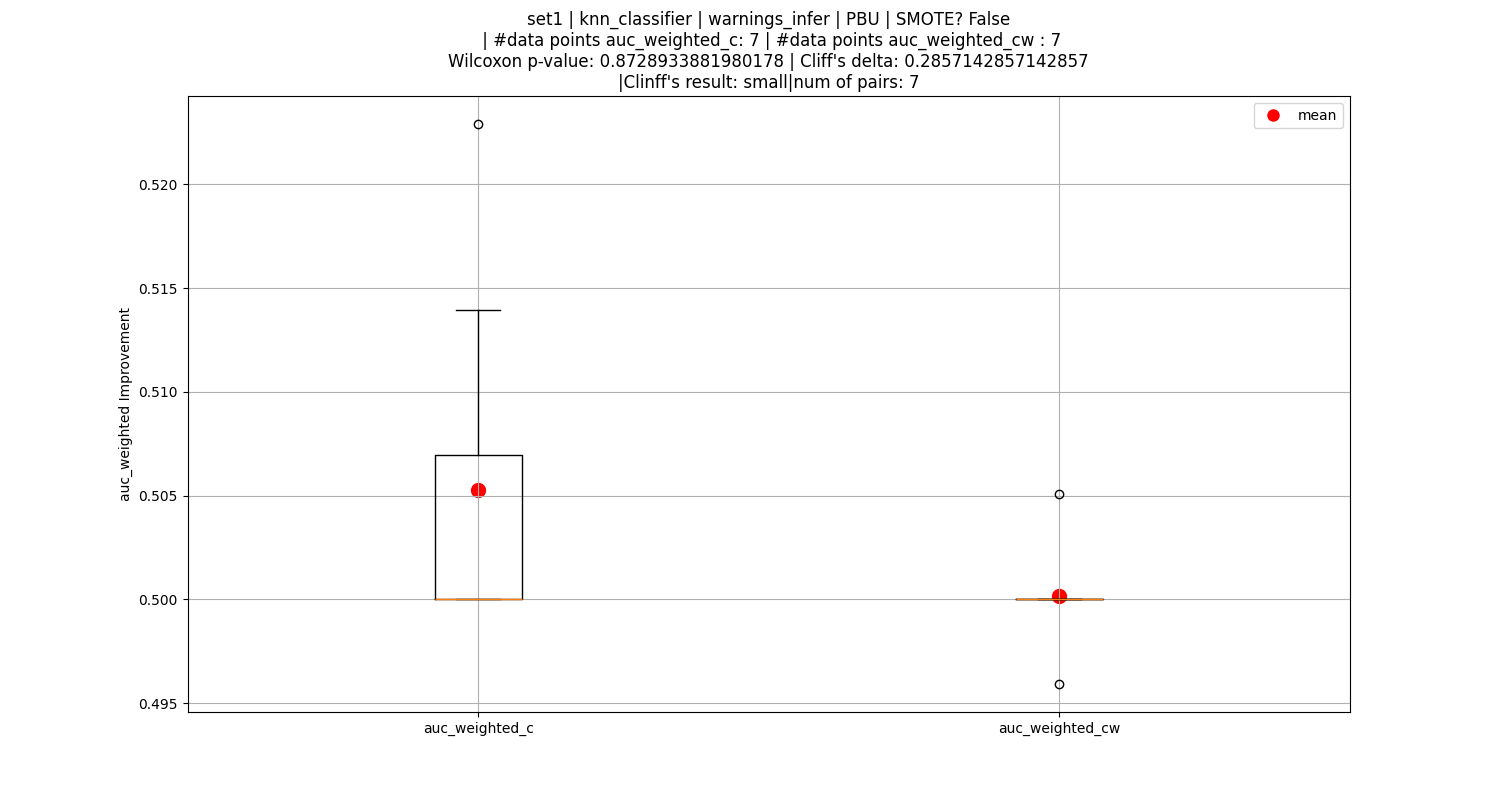 set1 | knn_classifier | warnings_infer | PBU | SMOTE? False
| #data points auc_weighted_c: 7 | #data points auc_weighted_cw : 7
Wilcoxon p-value: 0.8728933881980178 | Cliff's delta: 0.2857142857142857
|Clinff's result: small|num of pairs: 7
mean
auc_weighted Improvement
0.520
0.515
0.510
0.505
0.500
0.495
auc_weighted_c
auc_weighted_cw